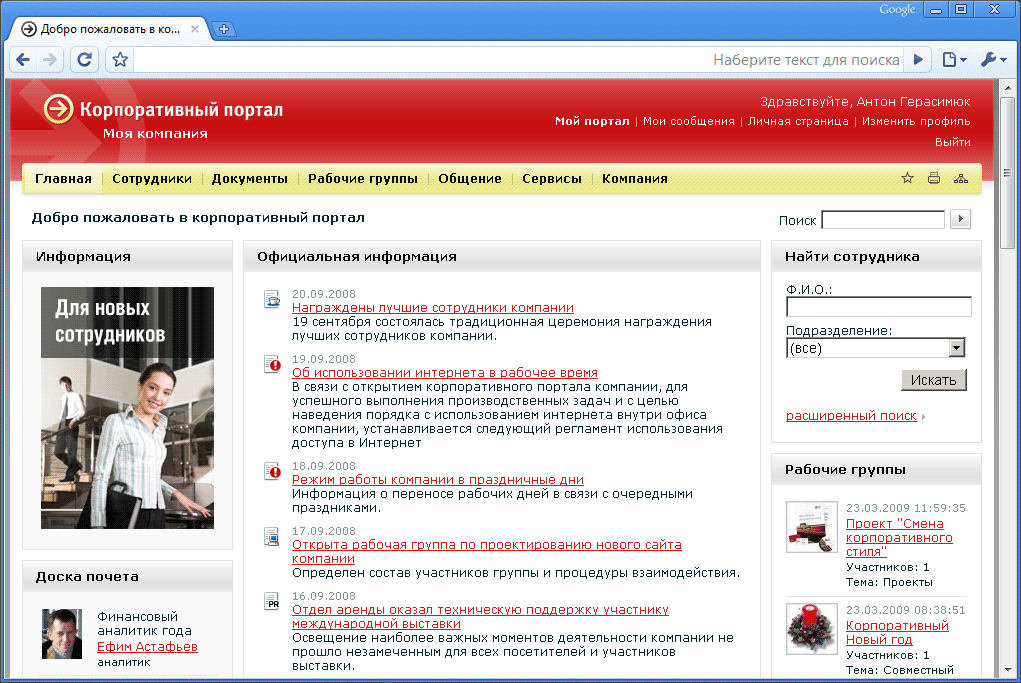 Google
Добро пожаловать в ко...
Наберите текст для поиска
Корпоративный портал
Моя компания
Здравствуйте, Антон Герасимюк
Мой портал | Мои сообщения | Личная страница | Изменить профиль
Выйти
Главная Сотрудники Документы Рабочие группы Общение Сервисы Компания
Добро пожаловать в корпоративный портал
Поиск
Информация
Для новых
сотрудников
Доска почета
Финансовый
аналитик года
Ефим Астафьев
аналитик
Официальная информация
20.09.2008
Награждены лучшие сотрудники компании
19 сентября состоялась традиционная церемония награждения
лучших сотрудников компании.
19.09.2008
Об использовании интернета в рабочее время
В связи с открытием корпоративного портала компании, для
успешного выполнения производственных задач и с целью
наведения порядка с использованием интернета внутри офиса
компании, устанавливается следующий регламент использования
доступа в Интернет
18.09.2008
Режим работы компании в праздничные дни
Информация о переносе рабочих дней в связи с очередными
праздниками.
17.09.2008
Открыта рабочая группа по проектированию нового сайта
компании
Определен состав участников группы и процедуры взаимодействия.
PR
16.09.2008
Отдел аренды оказал техническую поддержку участнику
международной выставки
Освещение наиболее важных моментов деятельности компании не
прошло незамеченным для всех посетителей и участников
выставки.
Найти сотрудника
Ф.И.О.:
Подразделение:
(все)
Искать
расширенный поиск
Рабочие группы
23.03.2009 11:59:35
Проект "Смена
корпоративного
стиля"
Участников: 1
Тема: Проекты
23.03.2009 08:38:51
Корпоративный
Новый год
Участников: 1
Тема: Совместный